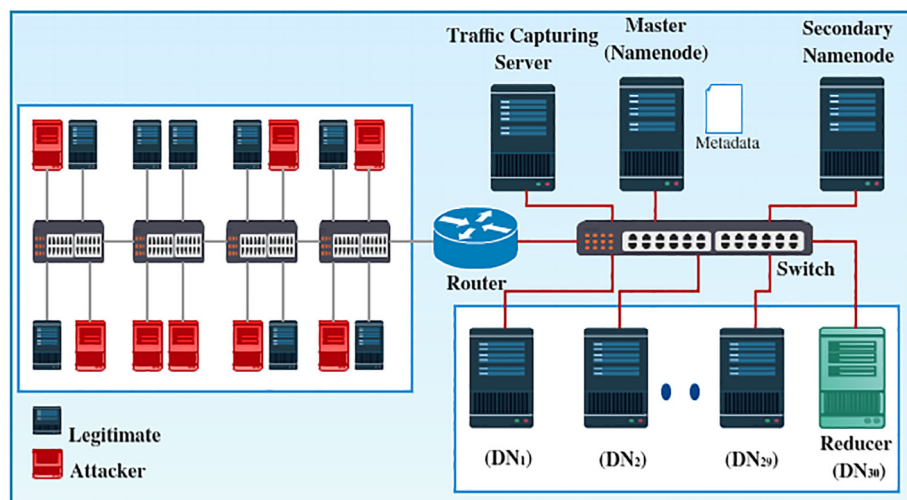 Traffic Capturing
Server
Master
(Namenode)
Secondary
Namenode
Metadata
Router
Switch
(DN₁)
(DN₂)
(DN₂₉)
Reducer
(DN₃₀)
Legitimate
Attacker